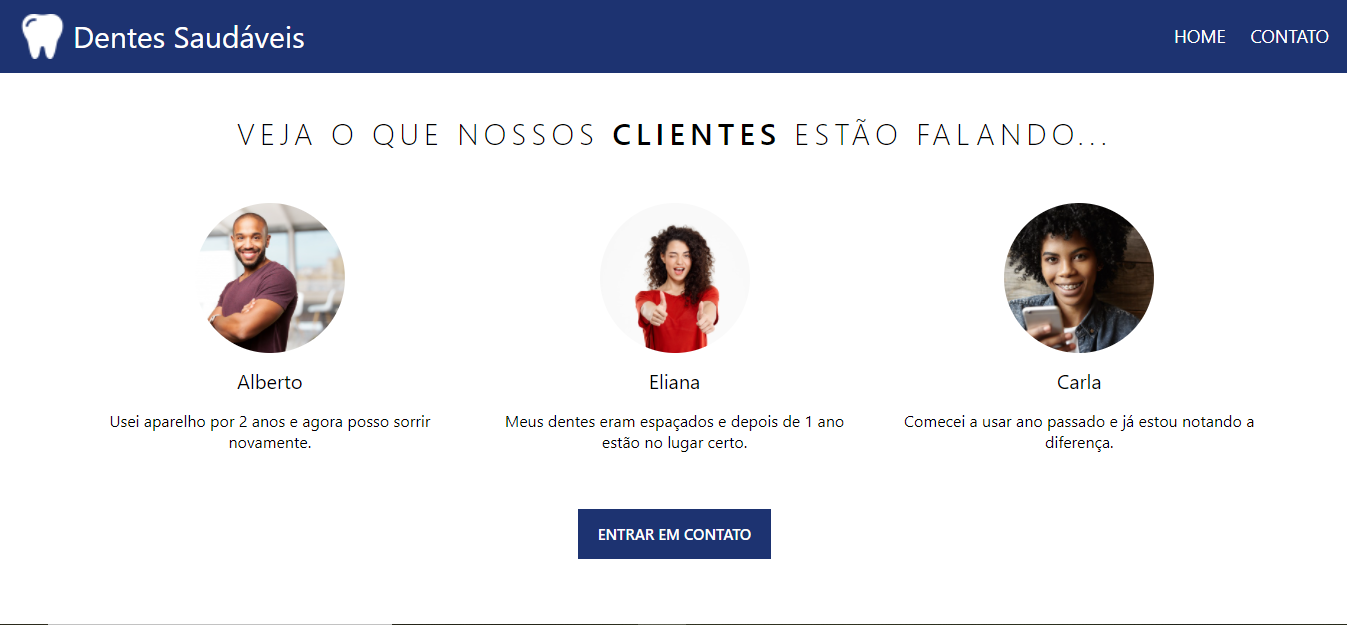 Dentes Saudáveis
HOME
CONTATO
VEJA O QUE NOSSOS CLIENTES ESTÃO FALANDO...
Alberto
Usei aparelho por 2 anos e agora posso sorrir
novamente.
Eliana
Meus dentes eram espaçados e depois de 1 ano
estão no lugar certo.
Carla
Comecei a usar ano passado e já estou notando a
diferença.
ENTRAR EM CONTATO